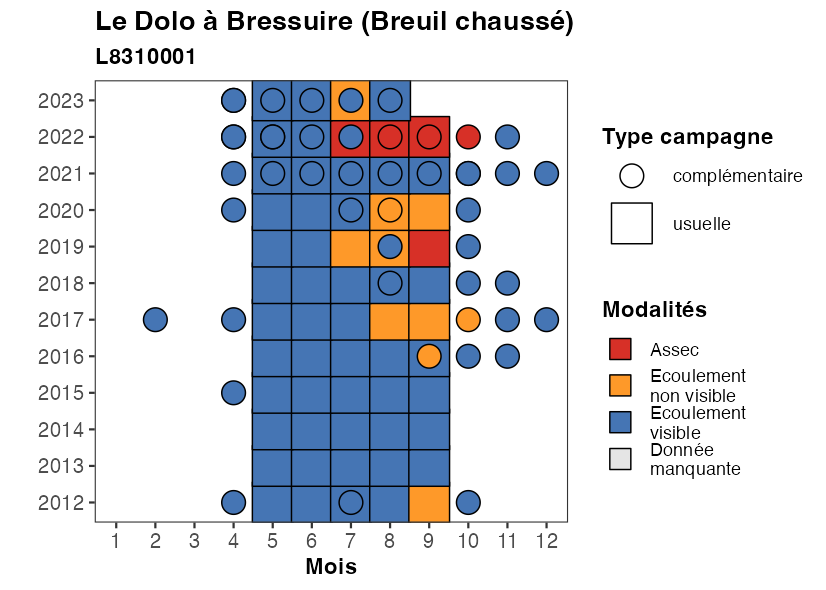 Le Dolo à Bressuire (Breuil chaussé)
L8310001
2023
2022
2021
2020
2019
2018
2017
2016
2015
2014
2013
2012
1 2 3 4 5 6 7 8 9 10 11 12
Mois
Type campagne
complémentaire
usuelle
Modalités
Assec
Ecoulement
non visible
Ecoulement
visible
Donnée
manquante